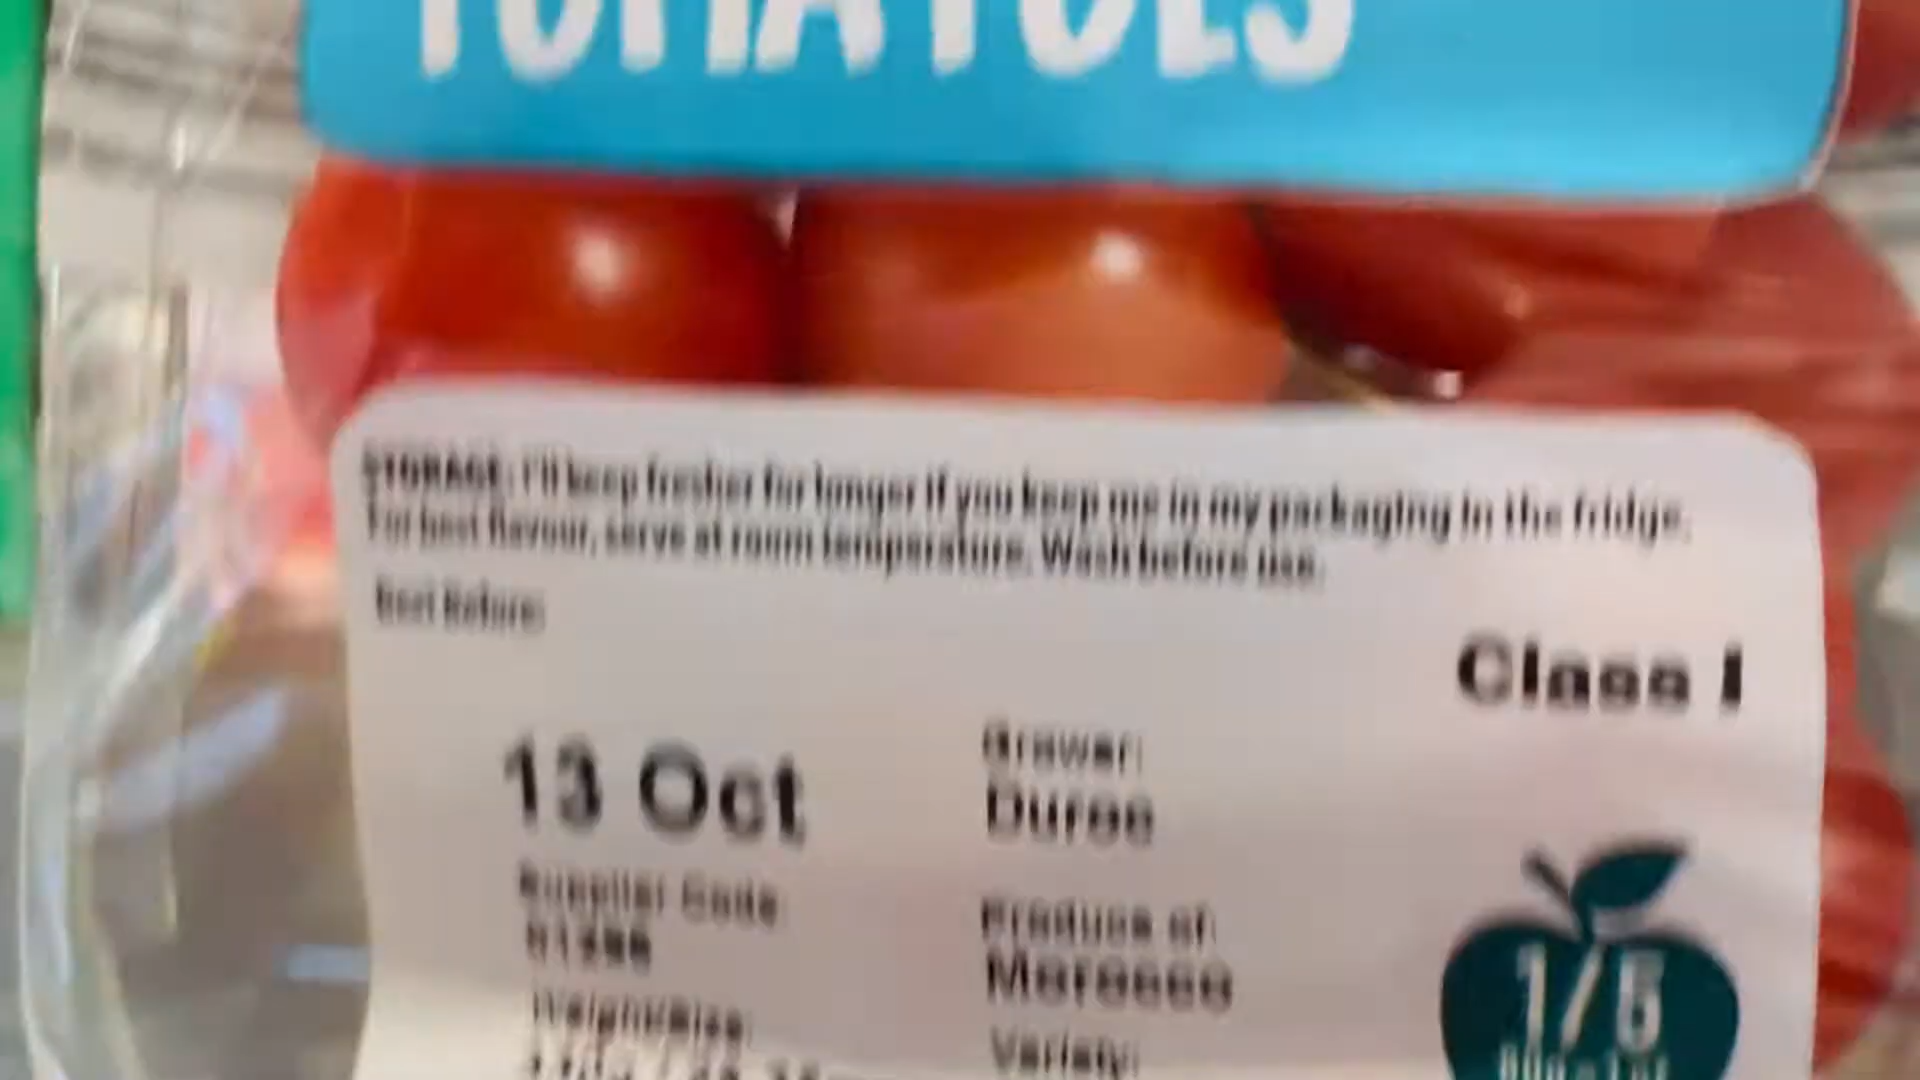 TOMATOES
STORAGE: I'll keep fresher for longer if you keep me in my packaging in the fridge.
For best flavour, serve at room temperature. Wash before use.
Best Before:
Class I
13 Oct
Grower:
Duroc
Supplier Code
Produce of:
Morocco
Weight/Size:
Variety:
1/5